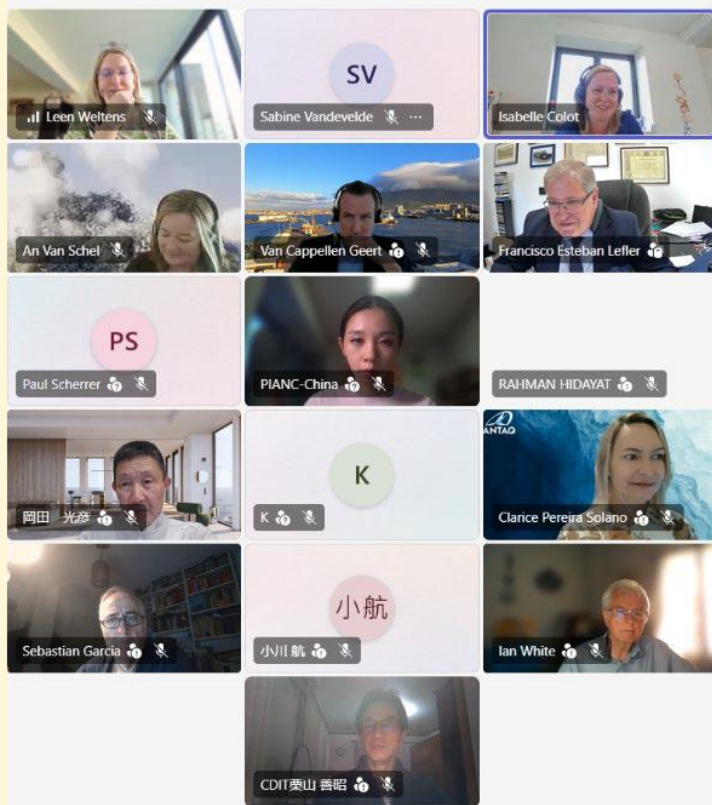 Leen Weltens
SV
Sabine Vandevelde ...
Isabelle Colot
An Van Schel
Van Cappellen Geert
Francisco Esteban Lefler
PS
Paul Scherrer
PIANC-China
RAHMAN HIDAYAT
岡田 光彦
K
K
ANTAQ
Clarice Pereira Solano
Sebastian Garcia
小航
小川 航
Ian White
CDIT栗山 善昭